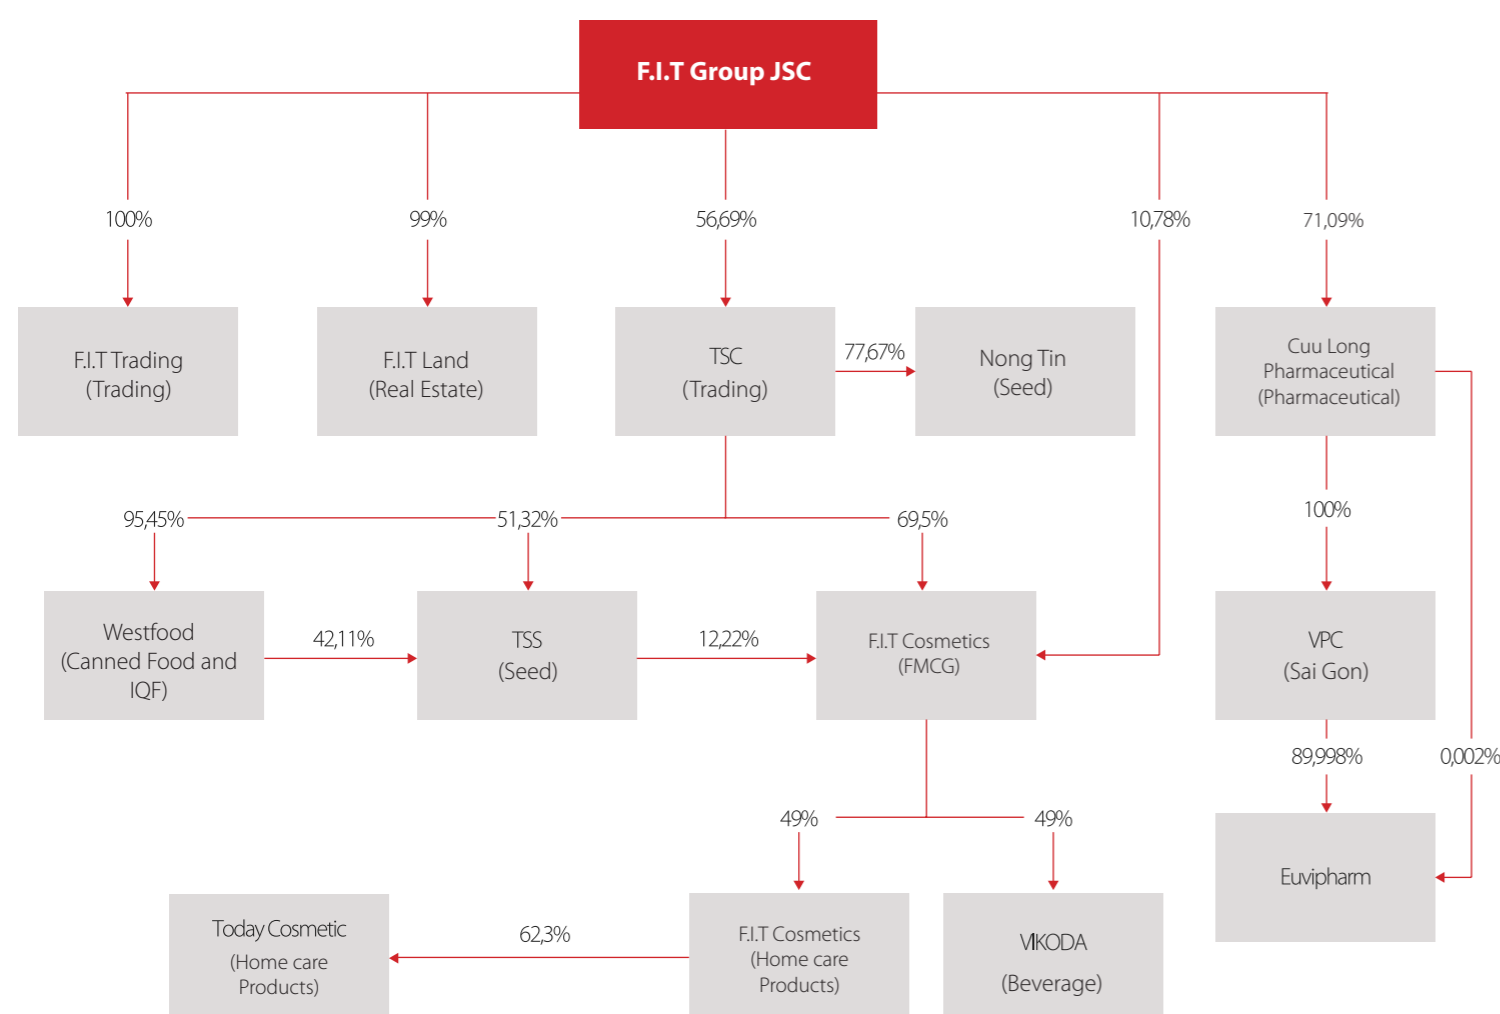 F.I.T Group JSC
100%
99%
56,69%
10,78%
71,09%
F.I.T Trading
(Trading)
F.I.T Land
(Real Estate)
TSC
(Trading)
77,67%
Nong Tin
(Seed)
Cuu Long
Pharmaceutical
(Pharmaceutical)
95,45%
51,32%
69,5%
100%
Westfood
(Canned Food and
IQF)
42,11%
TSS
(Seed)
12,22%
F.I.T Cosmetics
(FMCG)
VPC
(Sai Gon)
89,998%
0,002%
49%
49%
Euvipharm
Today Cosmetic
(Home care
Products)
62,3%
F.I.T Cosmetics
(Home care
Products)
VIKODA
(Beverage)